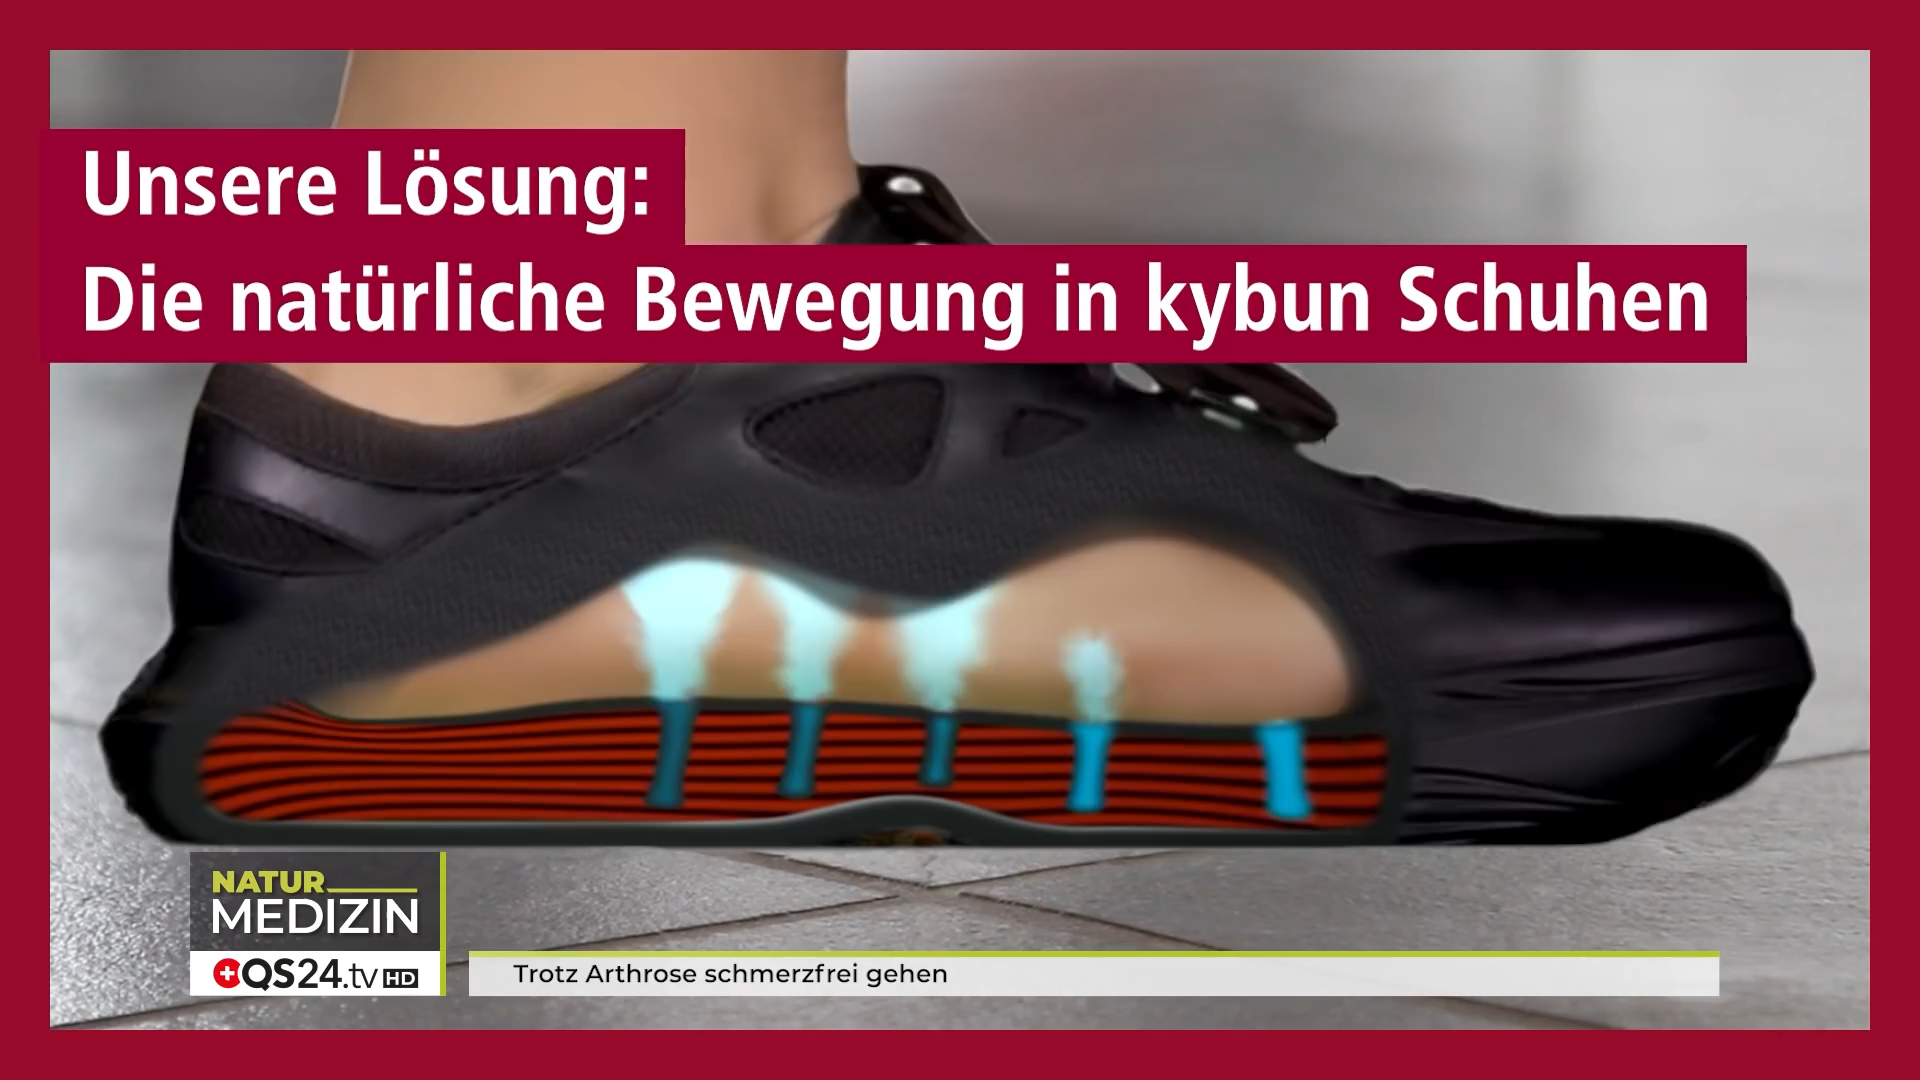 Unsere Lösung:
Die natürliche Bewegung in kybun Schuhen
NATUR
MEDIZIN
QS24.tv HD
Trotz Arthrose schmerzfrei gehen